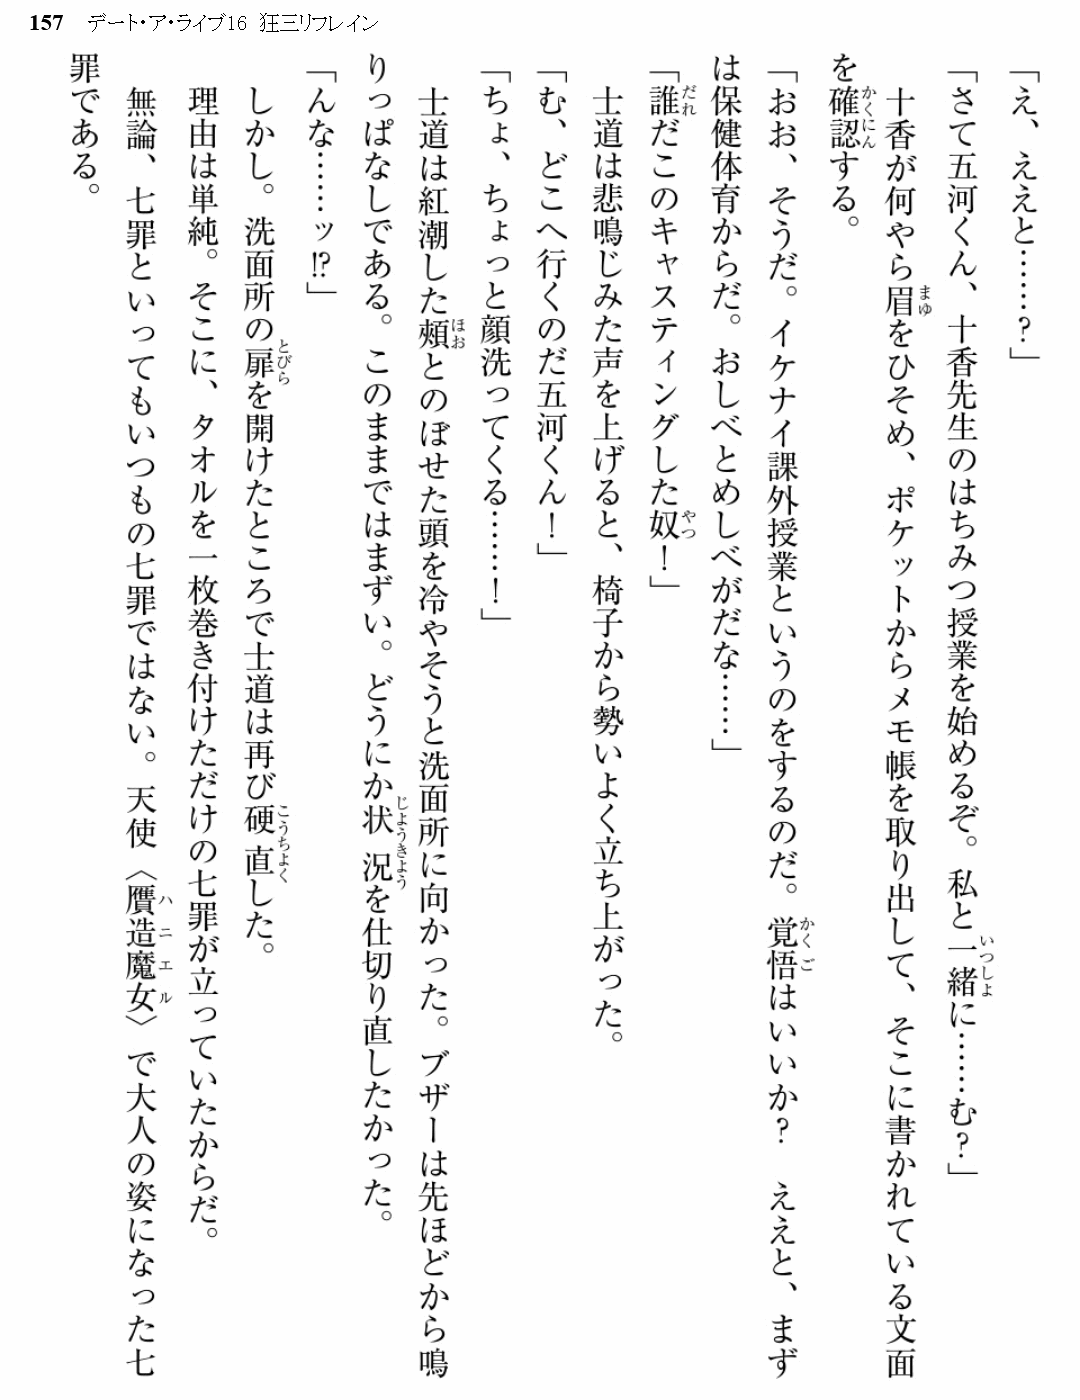 157 デート・ア・ライブ16 狂三リフレイン
「え、ええと……？」
「さて五河くん、十香先生のはちみつ授業を始めるぞ。私と一緒に……む？」
十香が何やら眉をひそめ、ポケットからメモ帳を取り出して、そこに書かれている文面
を確認する。
「おお、そうだ。イケナイ課外授業というのをするのだ。覚悟はいいか？　ええと、まず
は保健体育からだ。おしべとめしべがだな……」
「誰だこのキャスティングした奴！」
士道は悲鳴じみた声を上げると、椅子から勢いよく立ち上がった。
「む、どこへ行くのだ五河くん！」
「ちょ、ちょっと顔洗ってくる……！」
士道は紅潮した頬とのぼせた頭を冷やそうと洗面所に向かった。ブザーは先ほどから鳴
りっぱなしである。このままではまずい。どうにか状況を仕切り直したかった。
「んな……ッ!?」
しかし。洗面所の扉を開けたところで士道は再び硬直した。
理由は単純。そこに、タオルを一枚巻き付けただけの七罪が立っていたからだ。
無論、七罪といってもいつもの七罪ではない。天使〈贋造魔女〉で大人の姿になった七
罪である。